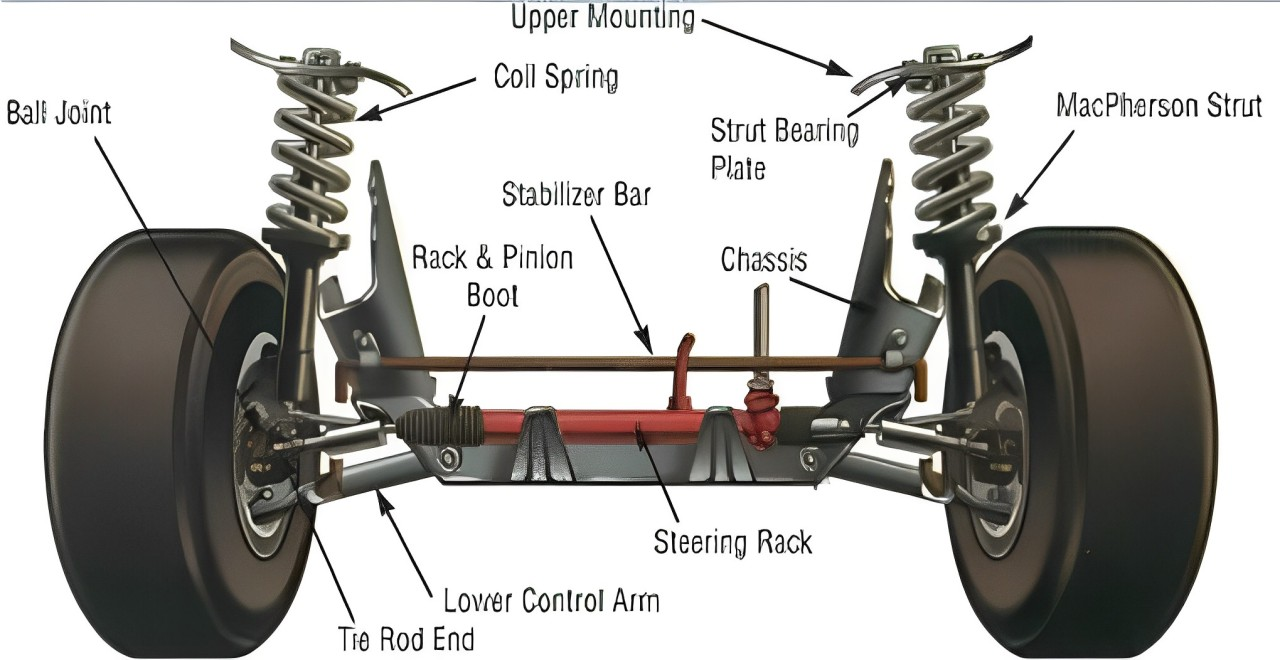 Upper Mounting
Coil Spring
Ball Joint
MacPherson Strut
Strut Bearing
Plate
Stabilizer Bar
Rack & Pinion
Boot
Chassis
Steering Rack
Lower Control Arm
Tie Rod End